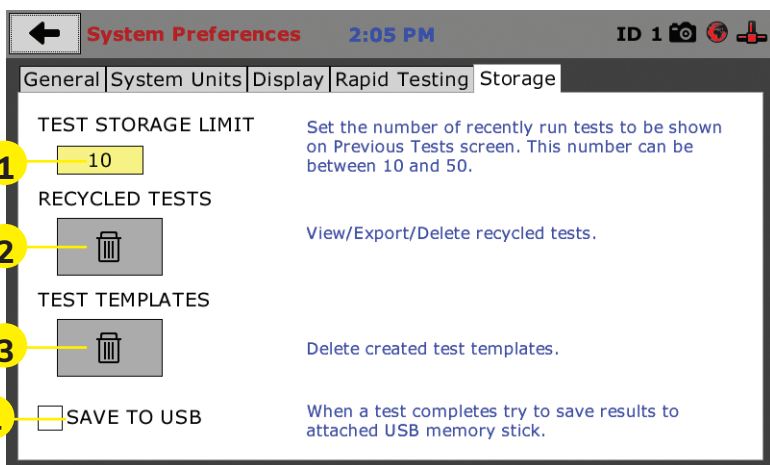 System Preferences 2:05 PM ID 1
General System Units Display Rapid Testing Storage
TEST STORAGE LIMIT
Set the number of recently run tests to be shown
on Previous Tests screen. This number can be
between 10 and 50.
1
10
RECYCLED TESTS
2
View/Export/Delete recycled tests.
TEST TEMPLATES
3
Delete created test templates.
SAVE TO USB
When a test completes try to save results to
attached USB memory stick.